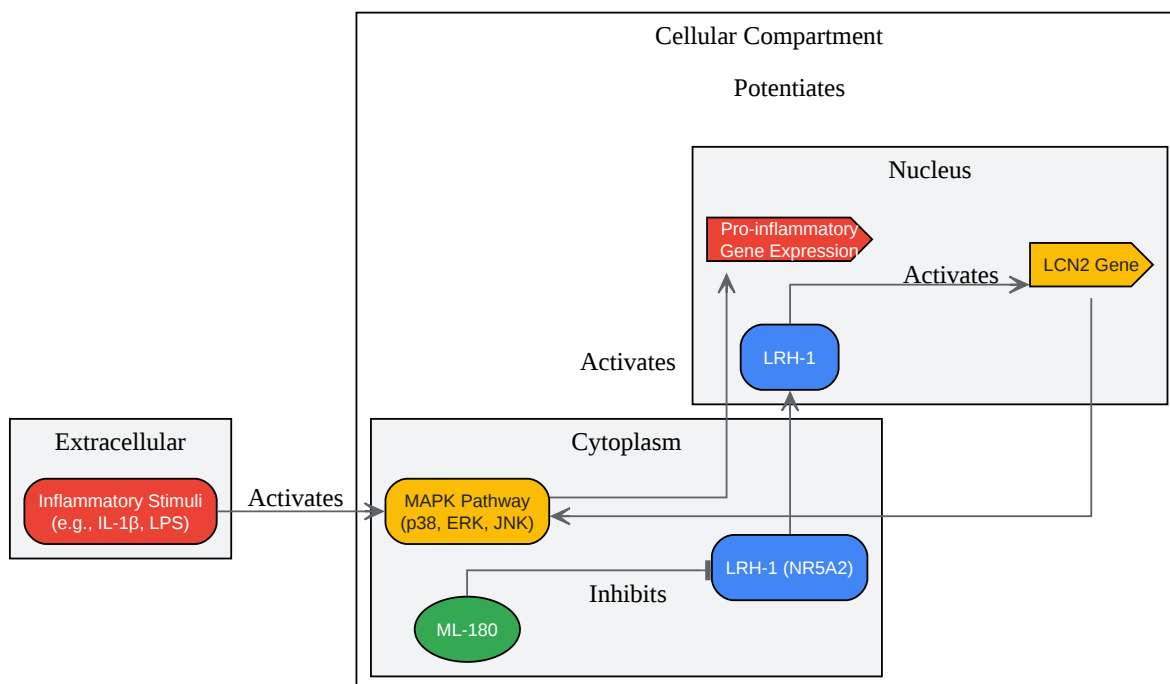 Cellular Compartment
Potentiates
Nucleus
Pro-inflammatory
Gene Expression
LCN2 Gene
Activates
LRH-1
Activates
Extracellular
Cytoplasm
Inflammatory Stimuli
(e.g., IL-1β, LPS)
Activates
MAPK Pathway
(p38, ERK, JNK)
LRH-1 (NR5A2)
Inhibits
ML-180